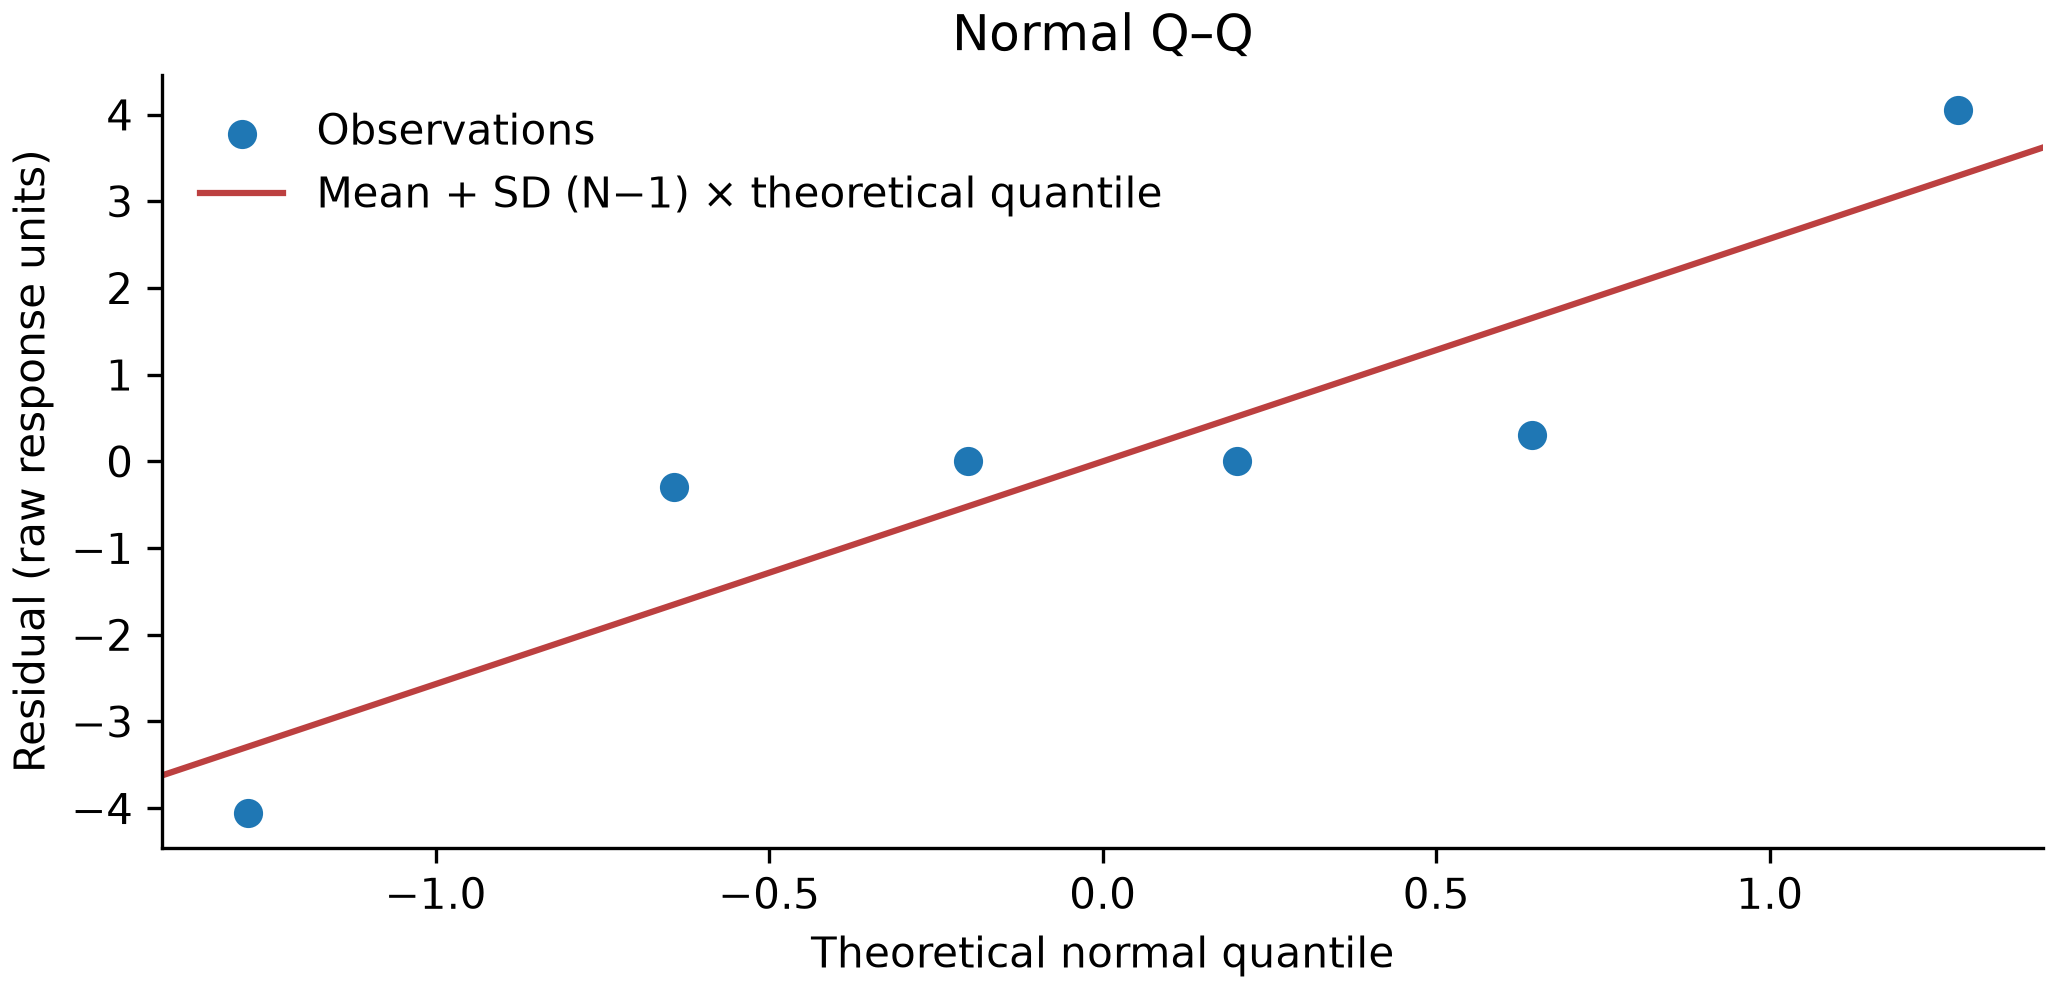 Normal Q–Q
Observations
Mean + SD (N−1) × theoretical quantile
Residual (raw response units)
4
3
2
1
0
−1
−2
−3
−4
−1.0
−0.5
0.0
0.5
1.0
Theoretical normal quantile